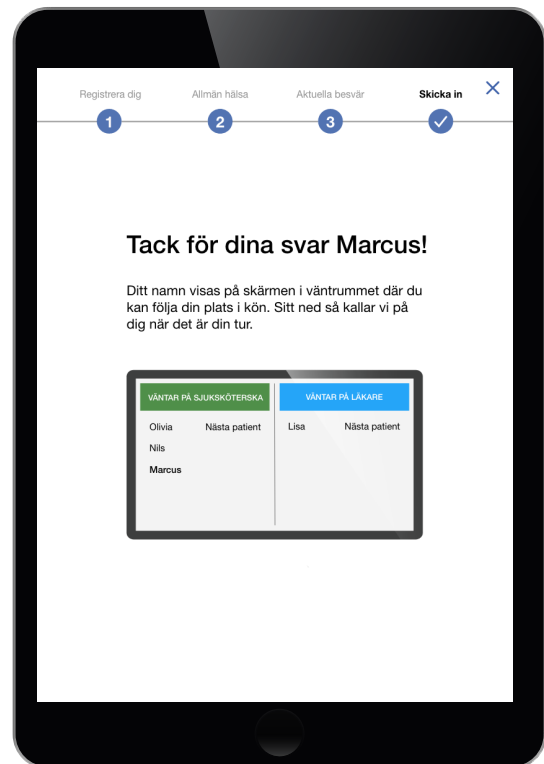 Registrera dig
Allmän hälsa
Aktuella besvär
Skicka in
1
2
3
Tack för dina svar Marcus!
Ditt namn visas på skärmen i väntrummet där du
kan följa din plats i kön. Sitt ned så kallar vi på
dig när det är din tur.
VÄNTAR PÅ SJUKSKÖTERSKA
VÄNTAR PÅ LÄKARE
Olivia Nästa patient
Lisa Nästa patient
Nils
Marcus